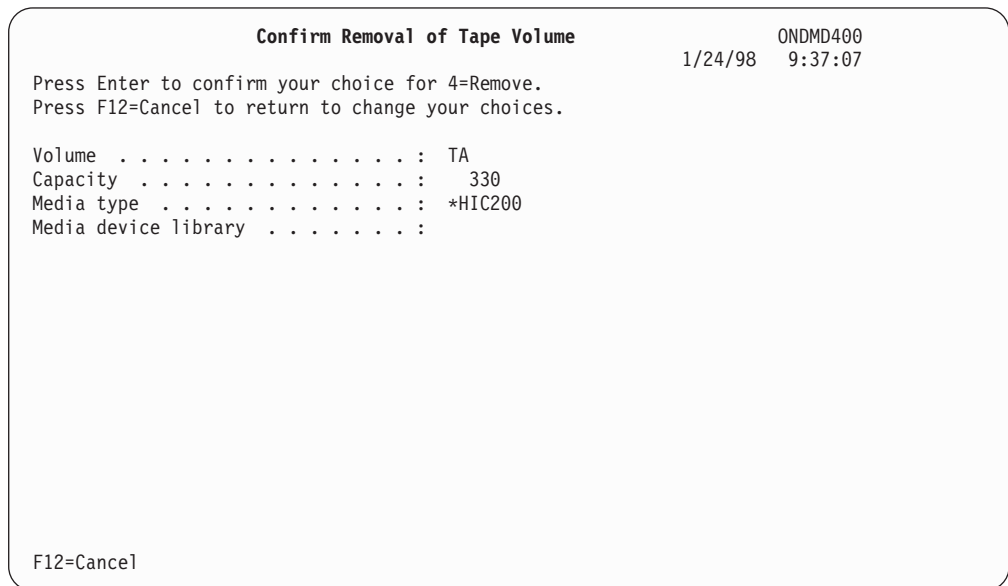 Confirm Removal of Tape Volume ONDMD400
1/24/98 9:37:07
Press Enter to confirm your choice for 4=Remove.
Press F12=Cancel to return to change your choices.
Volume . . . . . . . . . . . . . . : TA
Capacity . . . . . . . . . . . . . : 330
Media type . . . . . . . . . . . . : *HIC200
Media device library . . . . . . . :
F12=Cancel